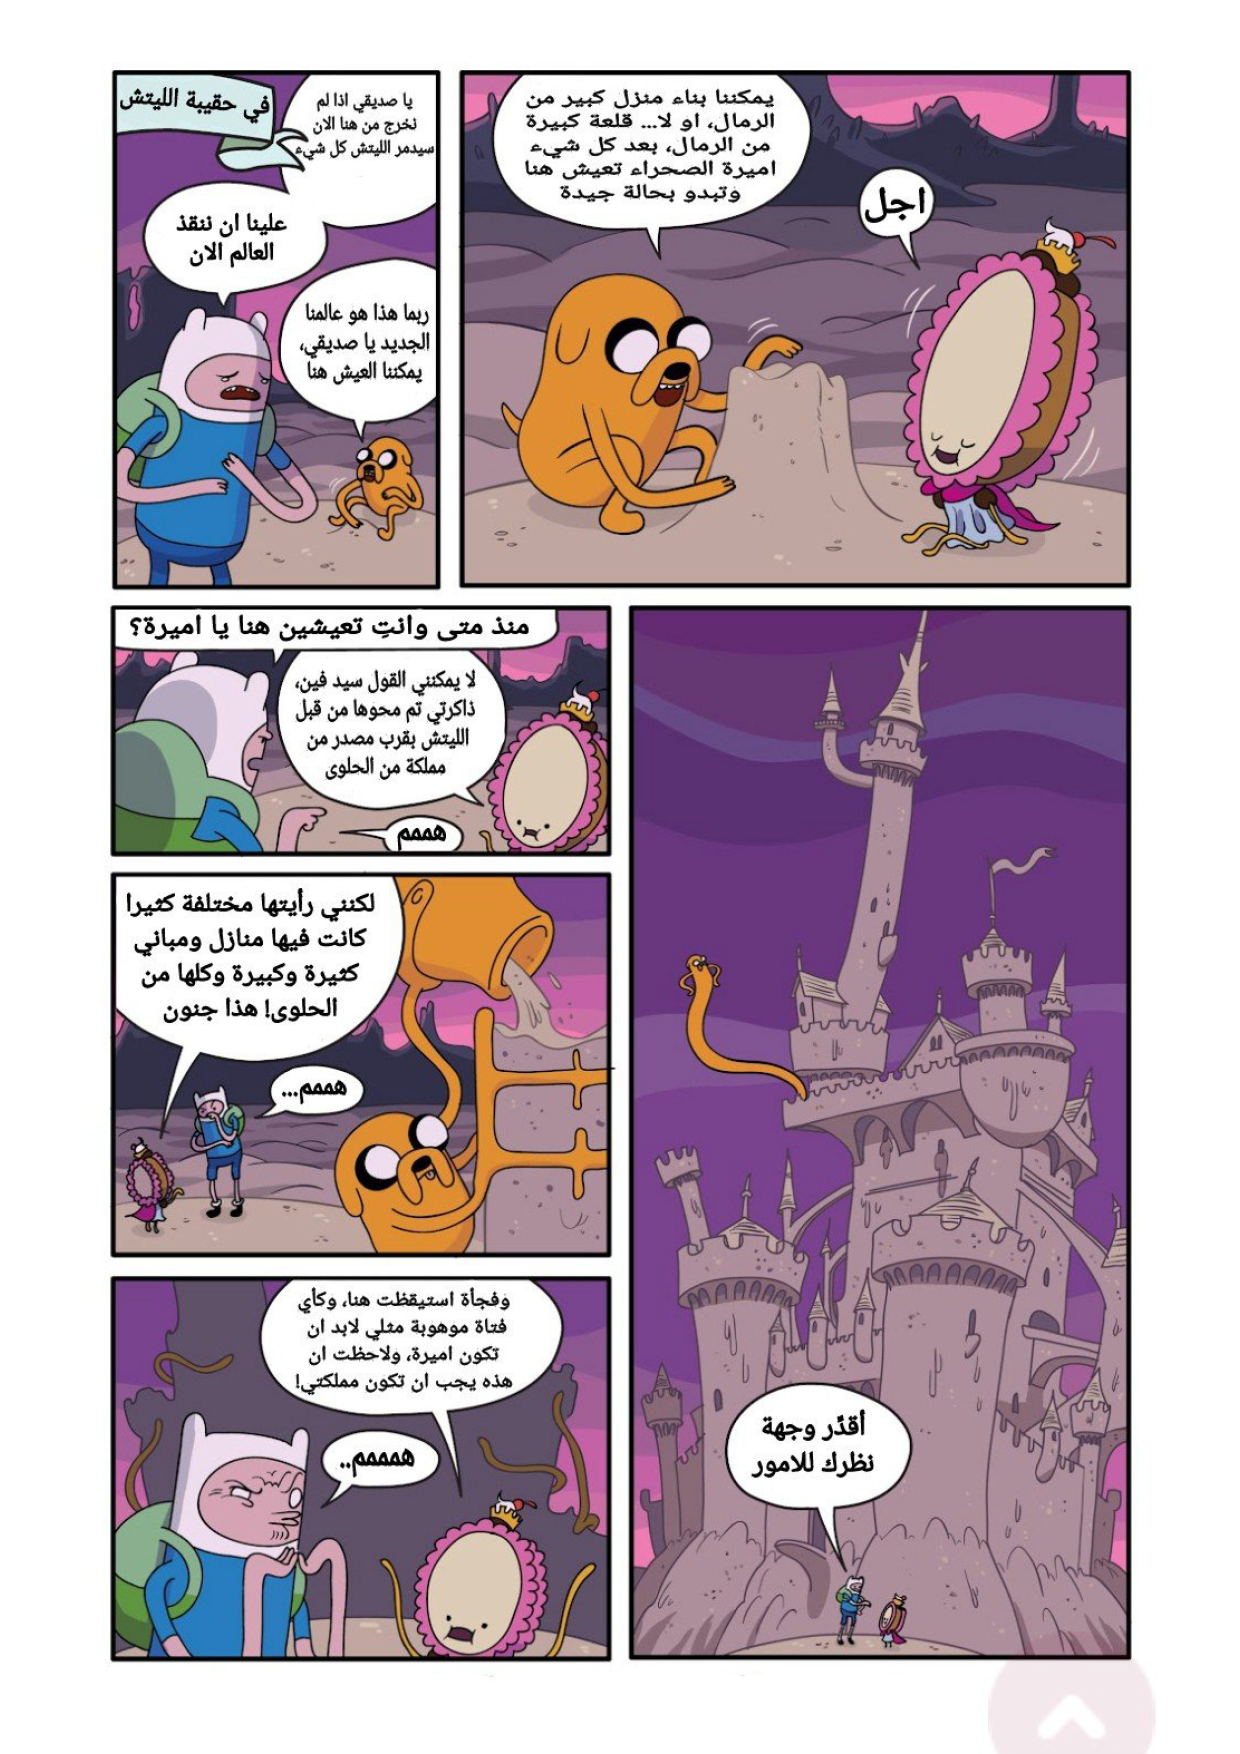 في حقيبة الليتش
يا صديقي اذا لم
نخرج من هنا الان
سيدمر الليتش كل شيء
علينا ان ننقذ
العالم الان
ربما هذا هو عالمنا
الجديد يا صديقي،
يمكننا العيش هنا
يمكننا بناء منزل كبير من
الرمال، او لا... قلعة كبيرة
من الرمال، بعد كل شيء
اميرة الصحراء تعيش هنا
وتبدو بحالة جيدة
اجل
منذ متى وانتِ تعيشين هنا يا اميرة؟
لا يمكنني القول سيد فين،
ذاكرتي تم محوها من قبل
الليتش بقرب مصدر من
مملكة من الحلوى
هممم
لكنني رأيتها مختلفة كثيرا
كانت فيها منازل ومباني
كثيرة وكبيرة وكلها من
الحلوى! هذا جنون
هممم...
وفجأة استيقظت هنا، وكأي
فتاة موهوبة مثلي لابد ان
تكون اميرة، ولاحظت ان
هذه يجب ان تكون مملكتي!
همممم..
أقدّر وجهة
نظرك للامور